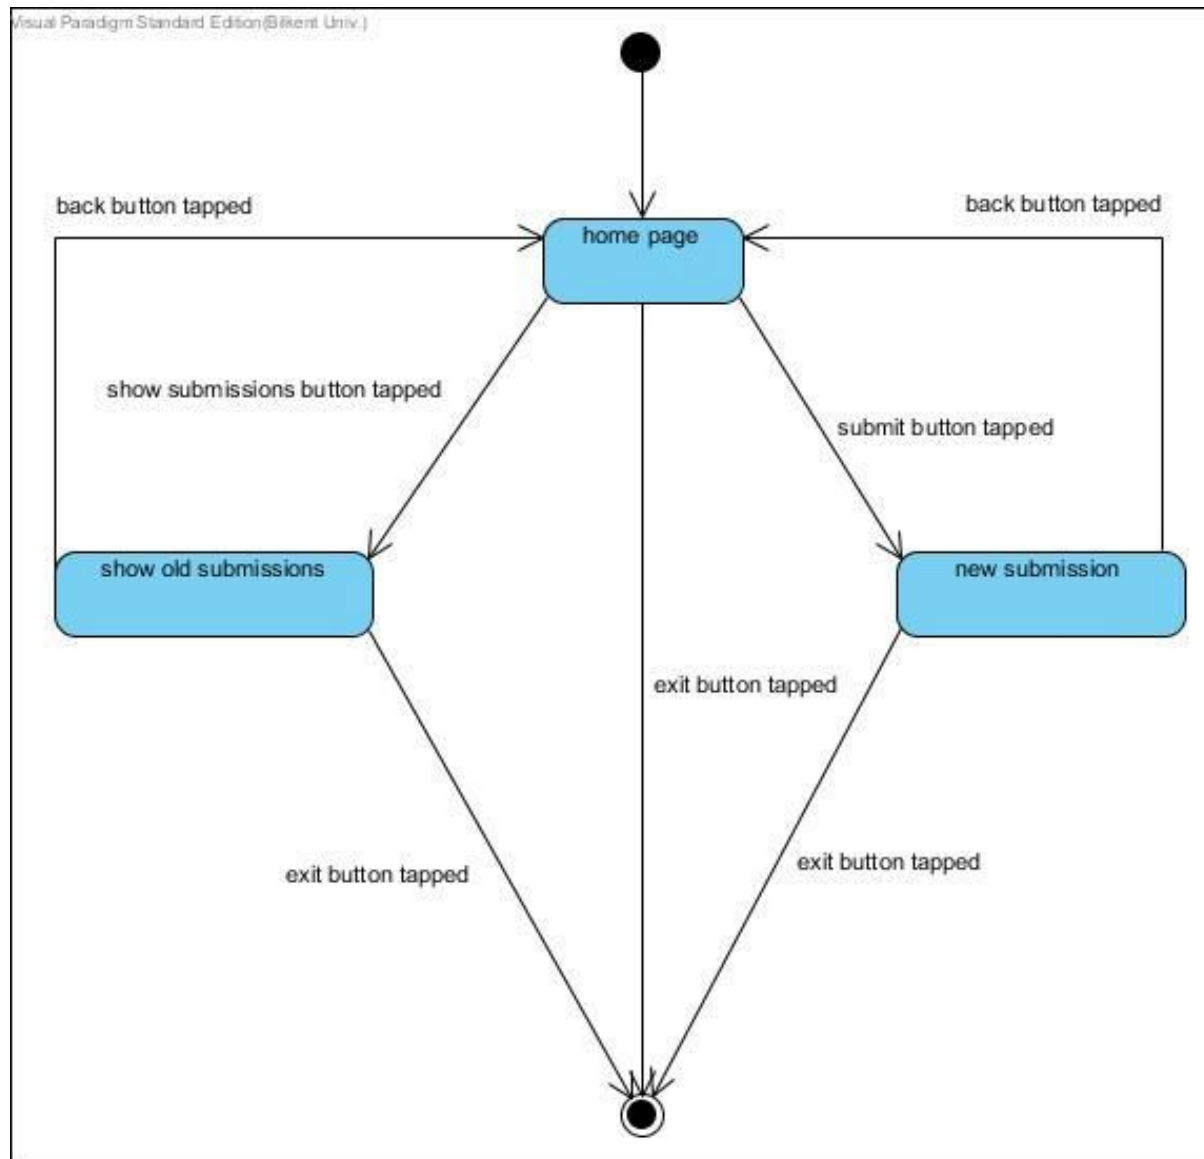 Visual Paradigm Standard Edition(Bilkent Univ.)
back button tapped
back button tapped
home page
show submissions button tapped
submit button tapped
show old submissions
new submission
exit button tapped
exit button tapped
exit button tapped